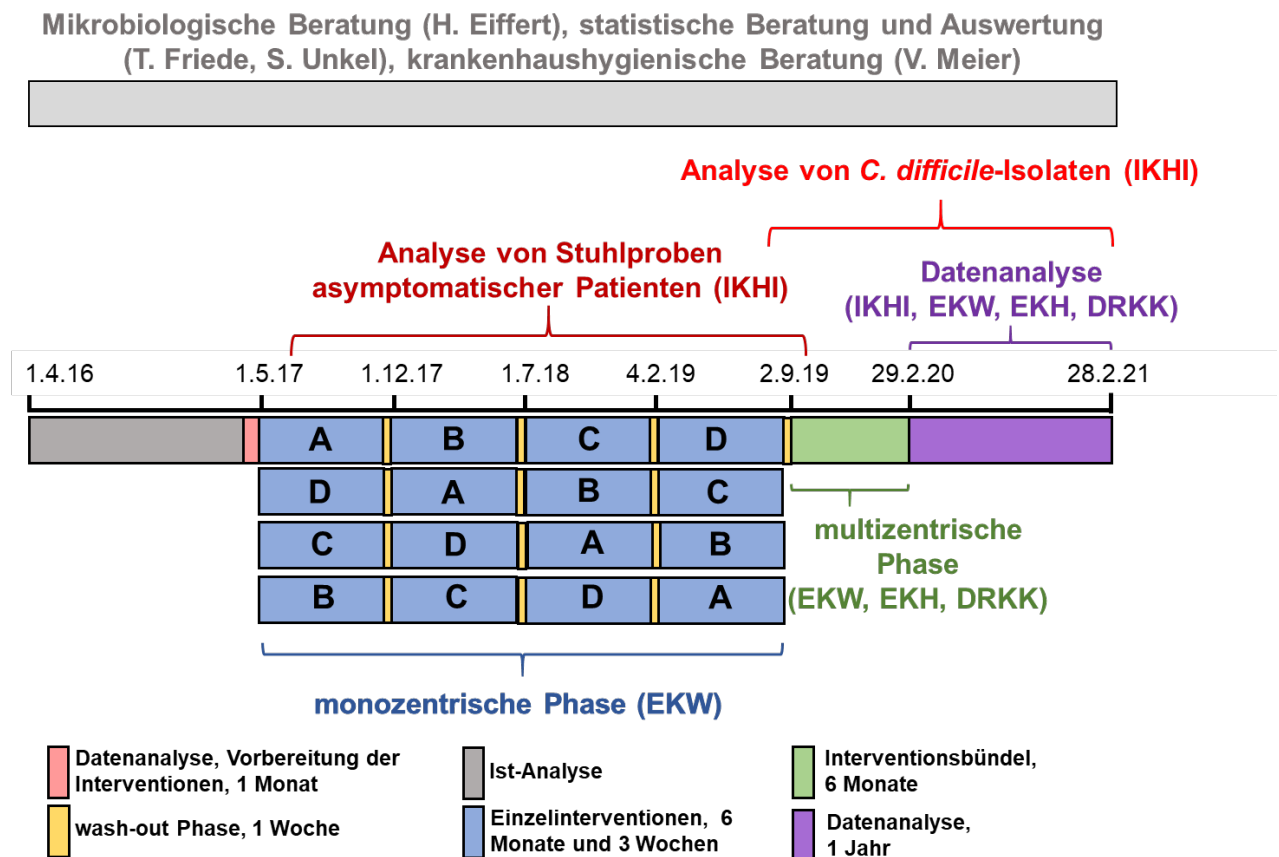 Mikrobiologische Beratung (H. Eiffert), statistische Beratung und Auswertung
(T. Friede, S. Unkel), krankenhaushygienische Beratung (V. Meier)
Analyse von C. difficile-Isolaten (IKHI)
Analyse von Stuhlproben
asymptomatischer Patienten (IKHI)
Datenanalyse
(IKHI, EKW, EKH, DRKK)
1.4.16 1.5.17 1.12.17 1.7.18 4.2.19 2.9.19 29.2.20 28.2.21
A B C D
D A B C
C D A B
B C D A
multizentrische
Phase
(EKW, EKH, DRKK)
monozentrische Phase (EKW)
Datenanalyse, Vorbereitung der
Interventionen, 1 Monat
wash-out Phase, 1 Woche
Ist-Analyse
Einzelinterventionen, 6
Monate und 3 Wochen
Interventionsbündel,
6 Monate
Datenanalyse,
1 Jahr